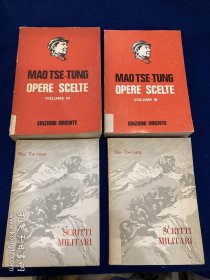 MAO TSE-TUNG
OPERE SCELTE
VOLUME IV
EDIZIONI ORIENTE
MAO TSE-TUNG
OPERE SCELTE
VOLUME III
EDIZIONI ORIENTE
Mao Tse-tung
SCRITTI
MILITARI
Mao Tse-tung
SCRITTI
MILITARI